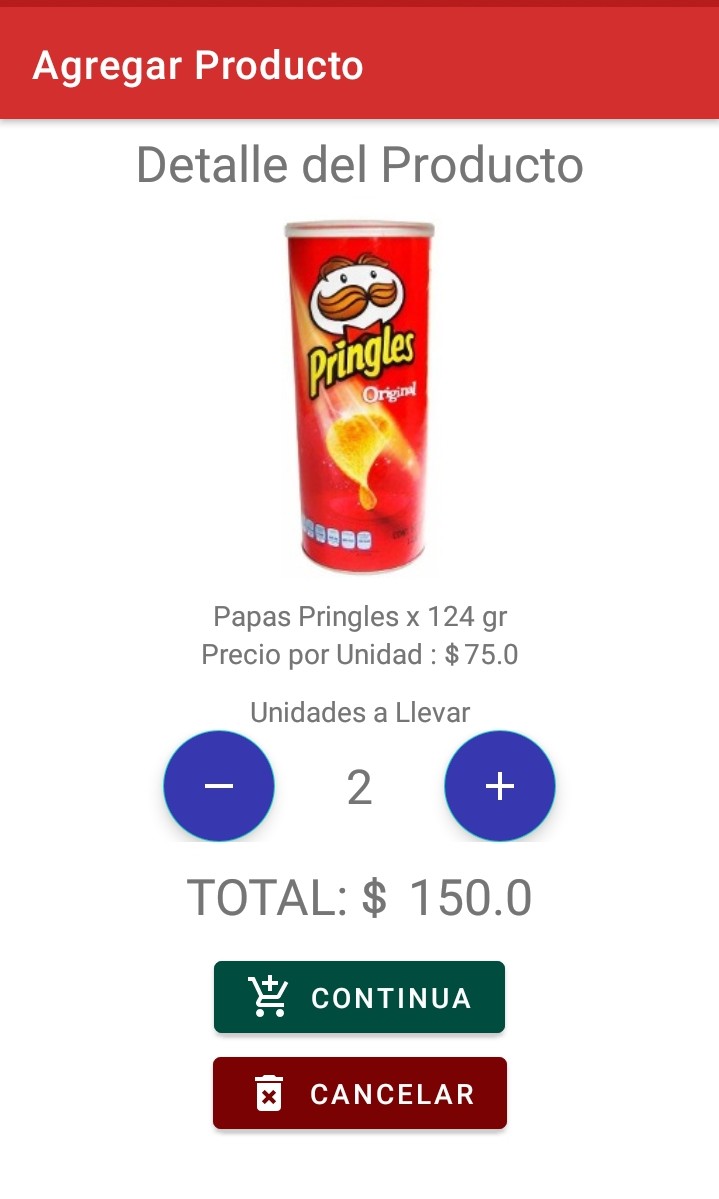 Agregar Producto
Detalle del Producto
Pringles
Original
Papas Pringles x 124 gr
Precio por Unidad : $ 75.0
Unidades a Llevar
− 2 +
TOTAL: $ 150.0
CONTINUA
CANCELAR